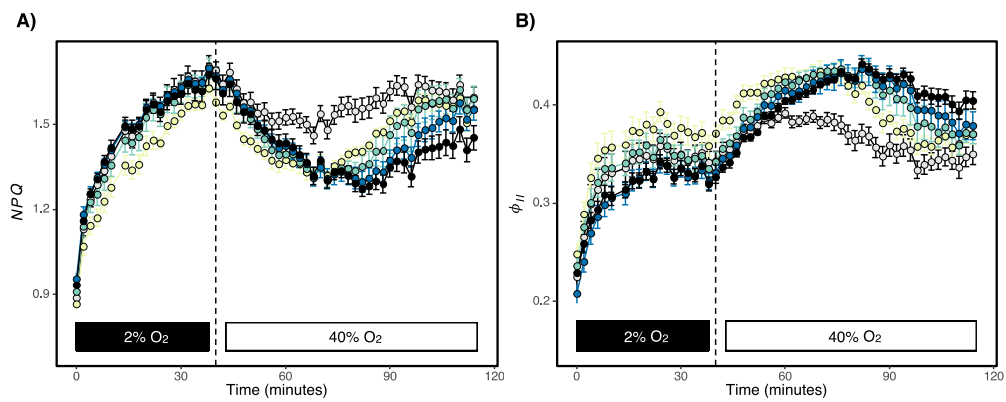 A)
NPQ
1.5
1.2
0.9
2% O₂
40% O₂
0
30
60
90
120
Time (minutes)
B)
ϕII
0.4
0.3
0.2
2% O₂
40% O₂
0
30
60
90
120
Time (minutes)